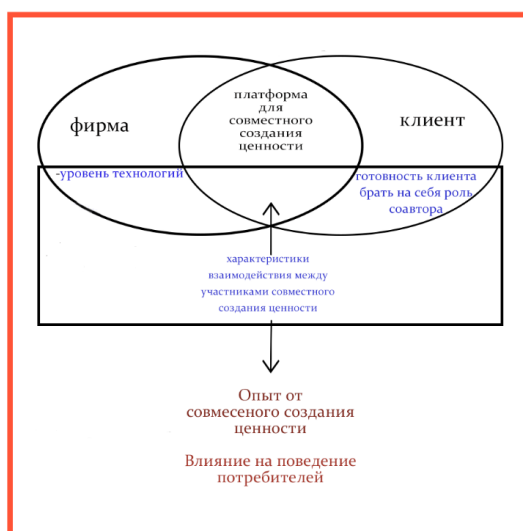 фирма
платформа
для
совместного
создания
ценности
клиент
-уровень технологий
готовность клиента
брать на себя роль
соавтора
характеристики
взаимодействия между
участниками совместного
создания ценности
Опыт от
совмесеного создания
ценности
Влияние на поведение
потребителей